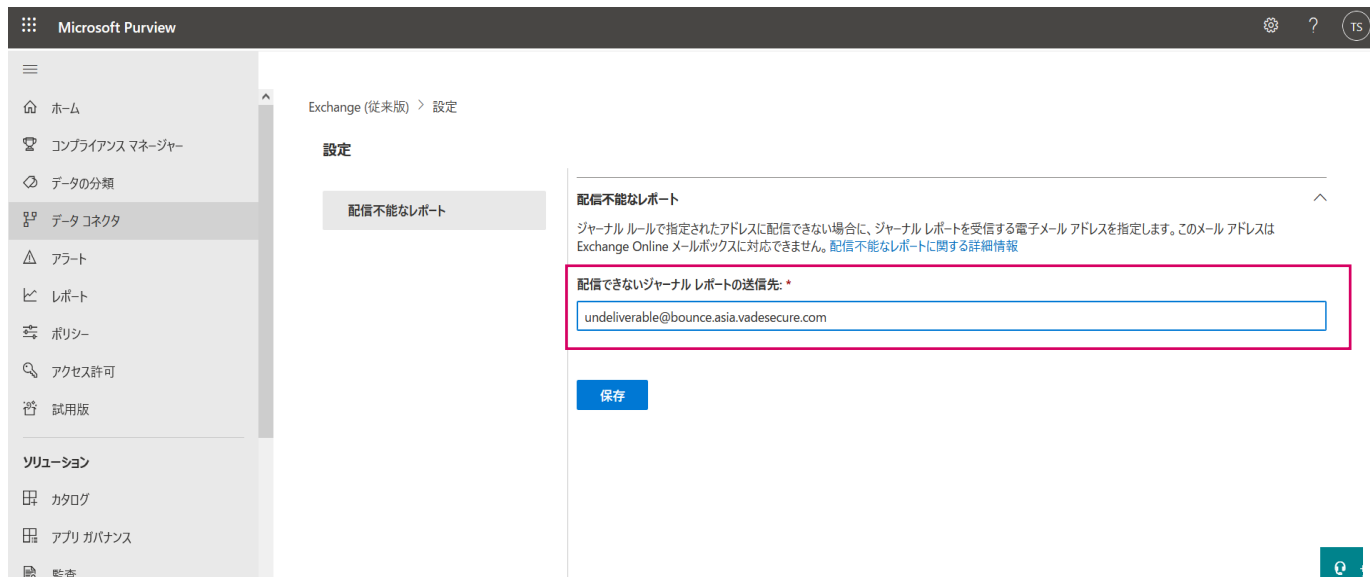 Microsoft Purview
TS
ホーム
コンプライアンス マネージャー
データの分類
データ コネクタ
アラート
レポート
ポリシー
アクセス許可
試用版
ソリューション
カタログ
アプリ ガバナンス
監査
Exchange (従来版) > 設定
設定
配信不能なレポート
配信不能なレポート
ジャーナル ルールで指定されたアドレスに配信できない場合に、ジャーナル レポートを受信する電子メール アドレスを指定します。このメール アドレスは
Exchange Online メールボックスに対応できません。配信不能なレポートに関する詳細情報
配信できないジャーナル レポートの送信先: *
undeliverable@bounce.asia.vadesecure.com
保存